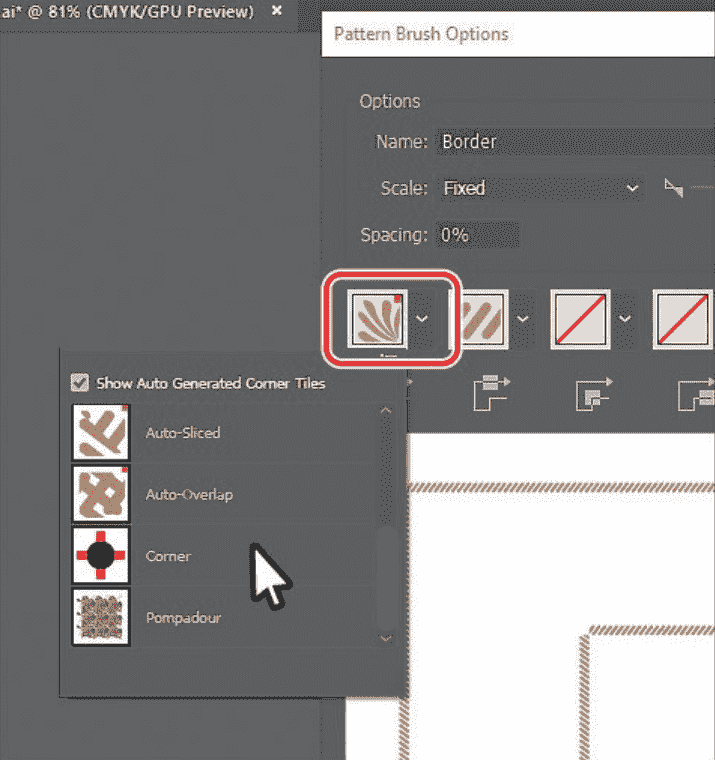 ai* @ 81% (CMYK/GPU Preview) ×
Pattern Brush Options
Options
Name: Border
Scale: Fixed
Spacing: 0%
Show Auto Generated Corner Tiles
Auto-Sliced
Auto-Overlap
Corner
Pompadour